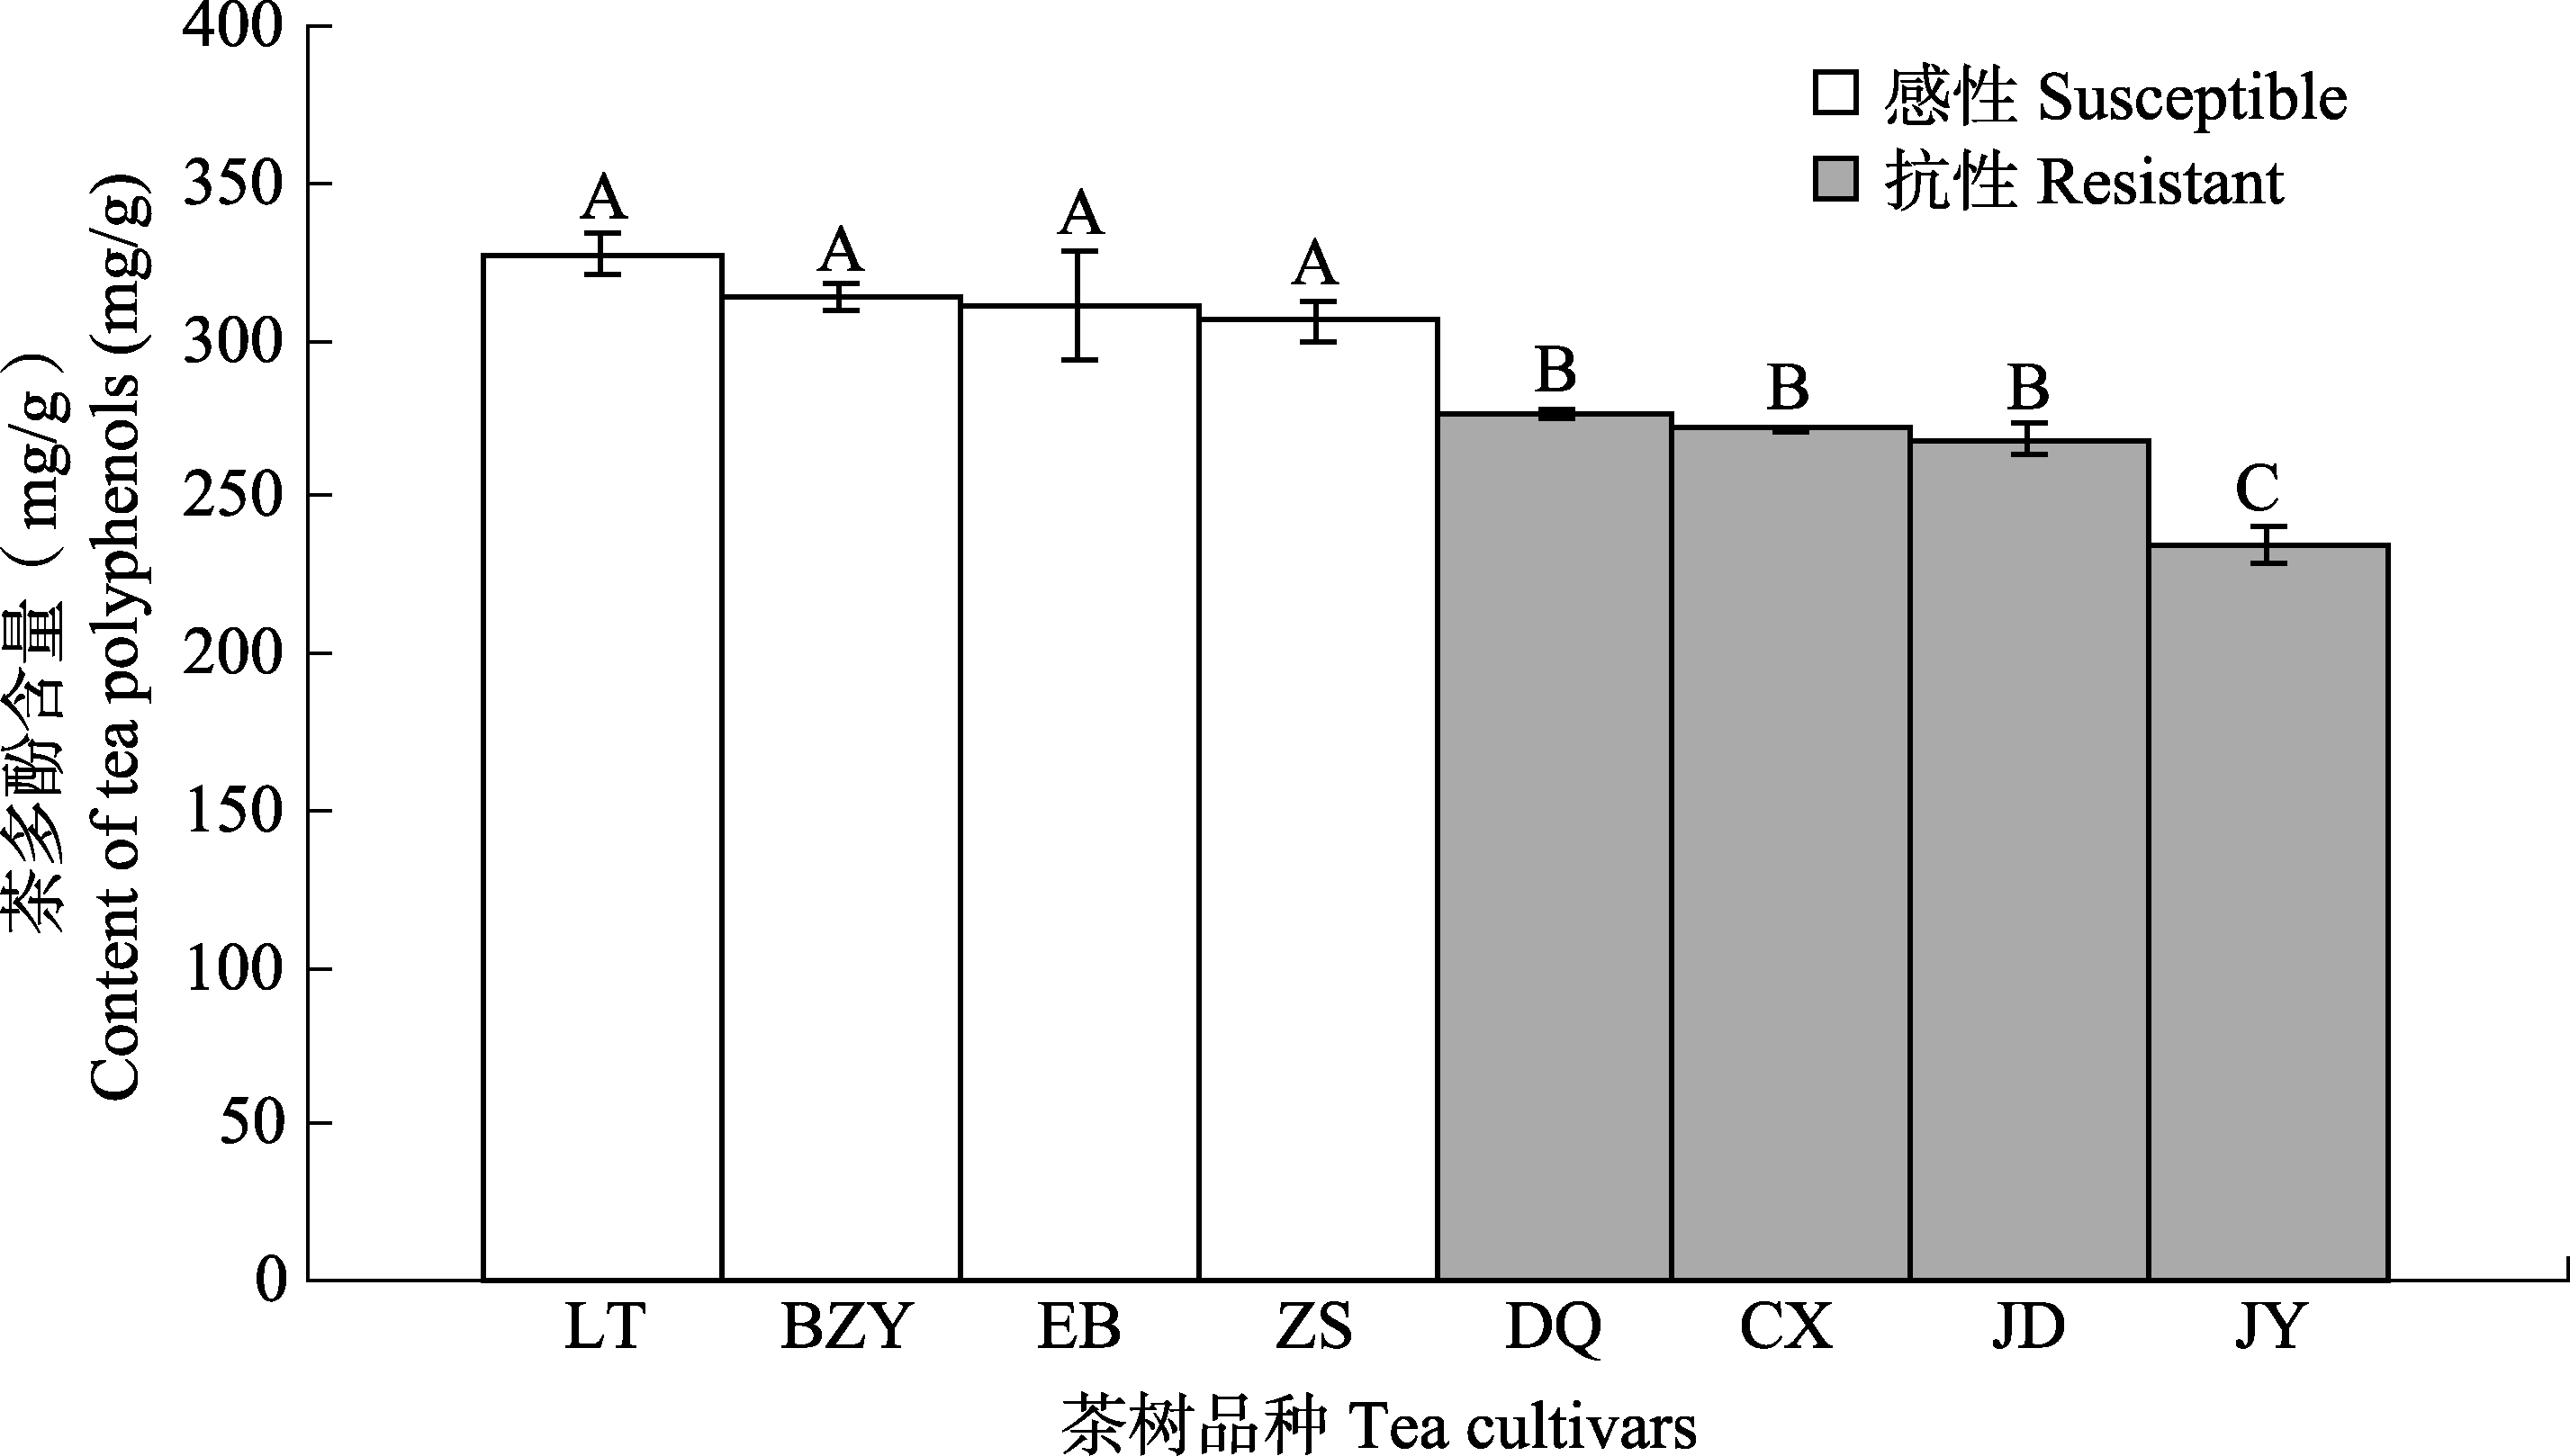 400
350
300
250
200
150
100
50
0
茶多酚含量（mg/g）
Content of tea polyphenols (mg/g)
感性 Susceptible
抗性 Resistant
A
A
A
A
B
B
B
C
LT
BZY
EB
ZS
DQ
CX
JD
JY
茶树品种 Tea cultivars